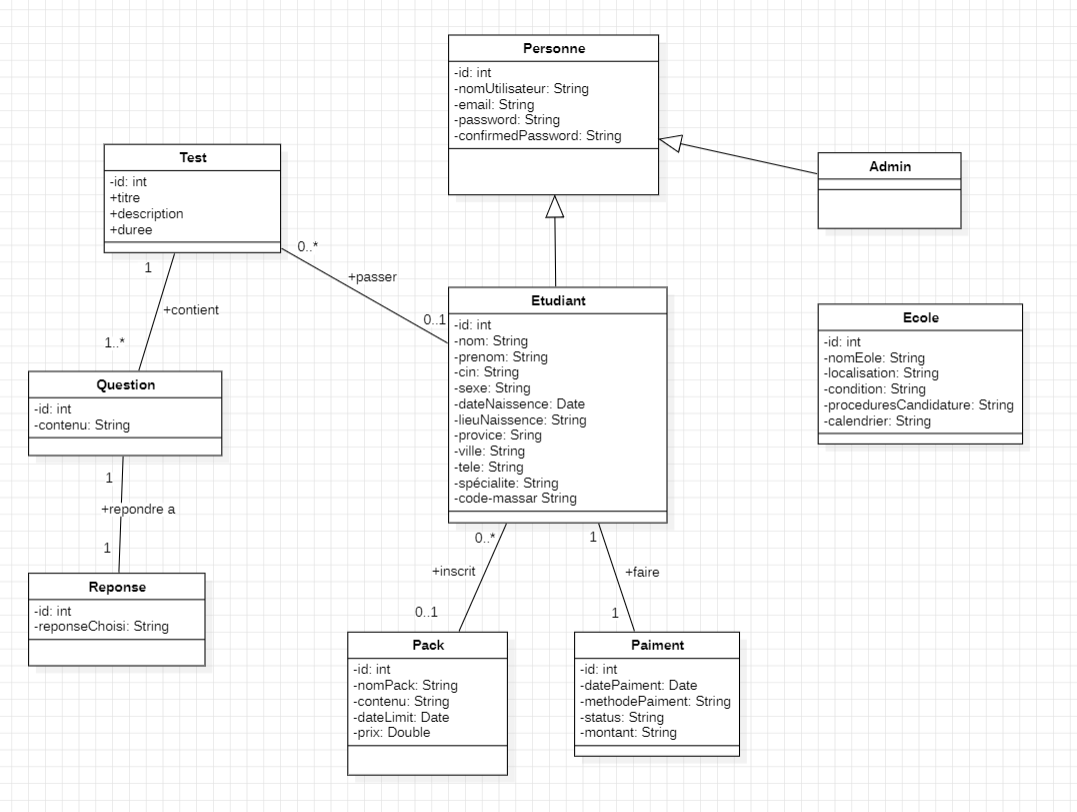 Personne
-id: int
-nomUtilisateur: String
-email: String
-password: String
-confirmedPassword: String
Test
-id: int
+titre
+description
+duree
Admin
0..*
1
+passer
+contient
0..1
1..*
Etudiant
-id: int
-nom: String
-prenom: String
-cin: String
-sexe: String
-dateNaissence: Date
-lieuNaissence: String
-provice: Sring
-ville: String
-tele: String
-spécialite: String
-code-massar String
Ecole
-id: int
-nomEole: String
-localisation: String
-condition: String
-proceduresCandidature: String
-calendrier: String
Question
-id: int
-contenu: String
1
+repondre a
1
0..*
1
+inscrit
+faire
0..1
1
Reponse
-id: int
-reponseChoisi: String
Pack
-id: int
-nomPack: String
-contenu: String
-dateLimit: Date
-prix: Double
Paiment
-id: int
-datePaiment: Date
-methodePaiment: String
-status: String
-montant: String